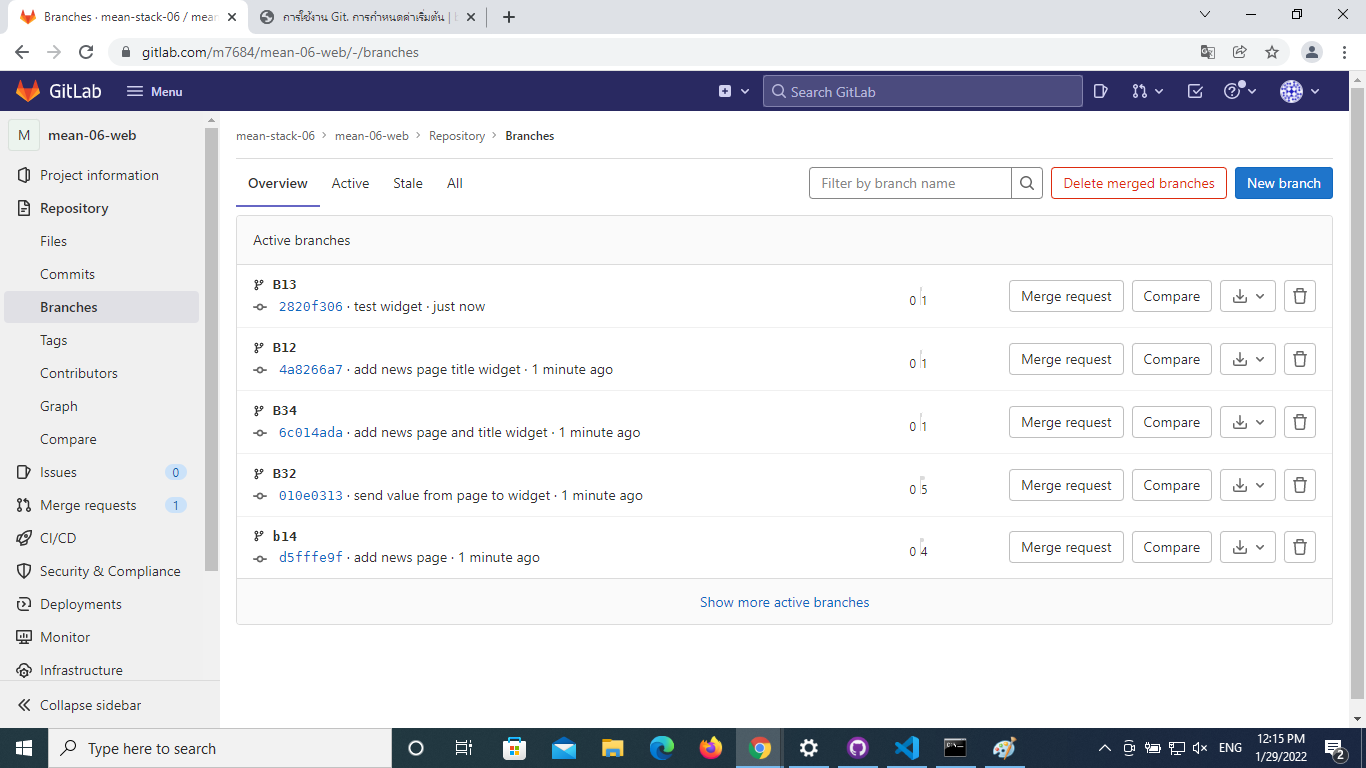 Branches · mean-stack-06 / mean
การใช้งาน Git. การกำหนดค่าเริ่มต้น | b
gitlab.com/m7684/mean-06-web/-/branches
GitLab
Menu
Search GitLab
M
mean-06-web
Project information
Repository
Files
Commits
Branches
Tags
Contributors
Graph
Compare
Issues 0
Merge requests 1
CI/CD
Security & Compliance
Deployments
Monitor
Infrastructure
Collapse sidebar
mean-stack-06 > mean-06-web > Repository > Branches
Overview Active Stale All
Filter by branch name
Delete merged branches
New branch
Active branches
B13
2820f306 · test widget · just now
0 1
Merge request Compare
B12
4a8266a7 · add news page title widget · 1 minute ago
0 1
Merge request Compare
B34
6c014ada · add news page and title widget · 1 minute ago
0 1
Merge request Compare
B32
010e0313 · send value from page to widget · 1 minute ago
0 5
Merge request Compare
b14
d5fffe9f · add news page · 1 minute ago
0 4
Merge request Compare
Show more active branches
Type here to search
ENG
12:15 PM
1/29/2022
2